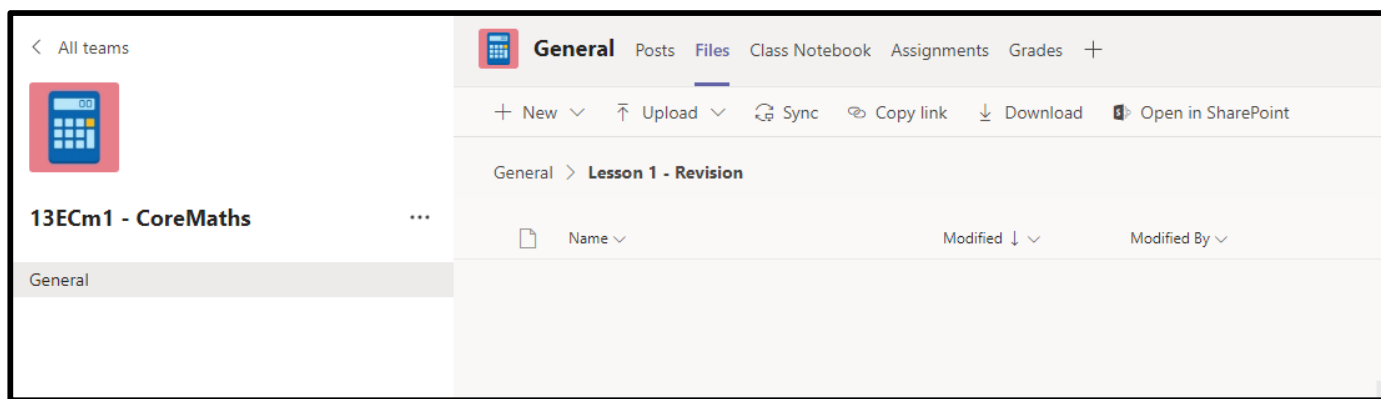 All teams
13ECm1 - CoreMaths
General
General Posts Files Class Notebook Assignments Grades
New Upload Sync Copy link Download Open in SharePoint
General > Lesson 1 - Revision
Name Modified Modified By